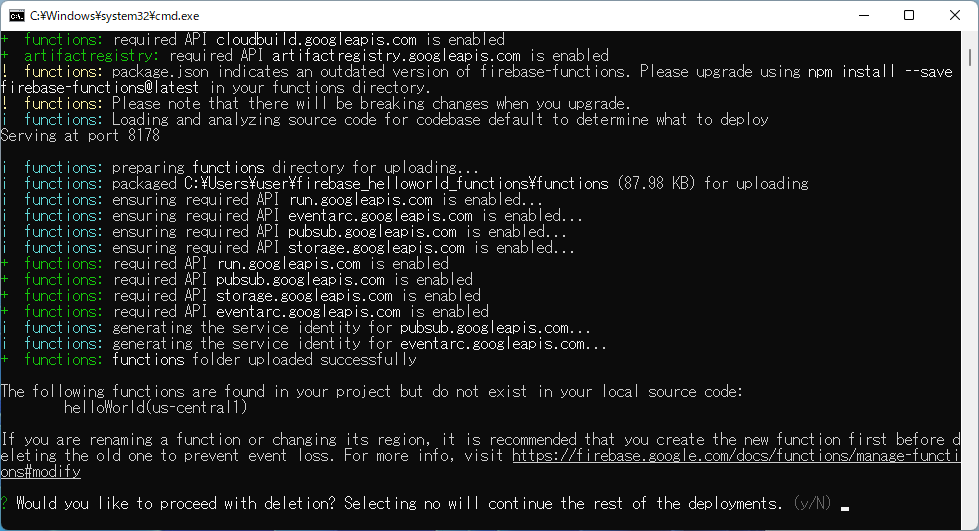 C:¥Windows¥system32¥cmd.exe
+  functions: required API cloudbuild.googleapis.com is enabled
+  artifactregistry: required API artifactregistry.googleapis.com is enabled
!  functions: package.json indicates an outdated version of firebase-functions. Please upgrade using npm install --save
firebase-functions@latest in your functions directory.
!  functions: Please note that there will be breaking changes when you upgrade.
i  functions: Loading and analyzing source code for codebase default to determine what to deploy
Serving at port 8178
i  functions: preparing functions directory for uploading...
i  functions: packaged C:¥Users¥user¥firebase_helloworld_functions¥functions (87.98 KB) for uploading
i  functions: ensuring required API run.googleapis.com is enabled...
i  functions: ensuring required API eventarc.googleapis.com is enabled...
i  functions: ensuring required API pubsub.googleapis.com is enabled...
i  functions: ensuring required API storage.googleapis.com is enabled...
+  functions: required API run.googleapis.com is enabled
+  functions: required API pubsub.googleapis.com is enabled
+  functions: required API storage.googleapis.com is enabled
+  functions: required API eventarc.googleapis.com is enabled
i  functions: generating the service identity for pubsub.googleapis.com...
i  functions: generating the service identity for eventarc.googleapis.com...
+  functions: functions folder uploaded successfully
The following functions are found in your project but do not exist in your local source code:
helloWorld(us-central1)
If you are renaming a function or changing its region, it is recommended that you create the new function first before d
eleting the old one to prevent event loss. For more info, visit https://firebase.google.com/docs/functions/manage-functi
ons#modify
? Would you like to proceed with deletion? Selecting no will continue the rest of the deployments. (y/N)